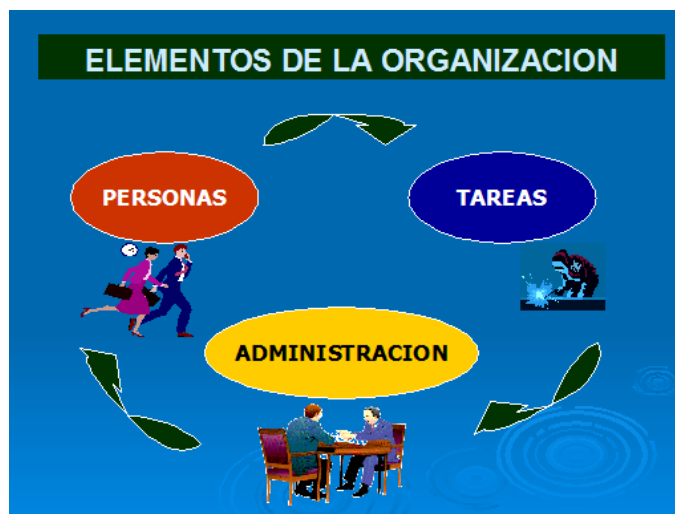 ELEMENTOS DE LA ORGANIZACION
PERSONAS
TAREAS
ADMINISTRACION